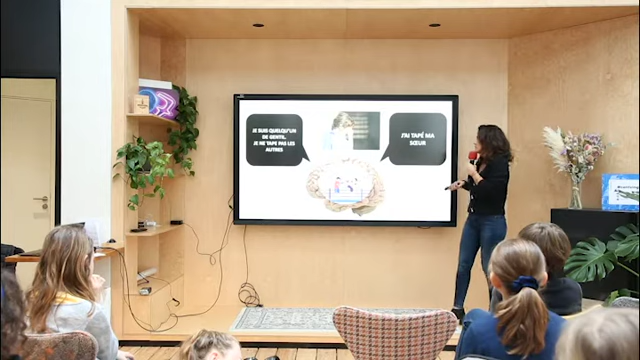 JE SUIS QUELQU'UN
DE GENTIL.
JE NE TAPE PAS LES
AUTRES
J'AI TAPÉ MA
SŒUR